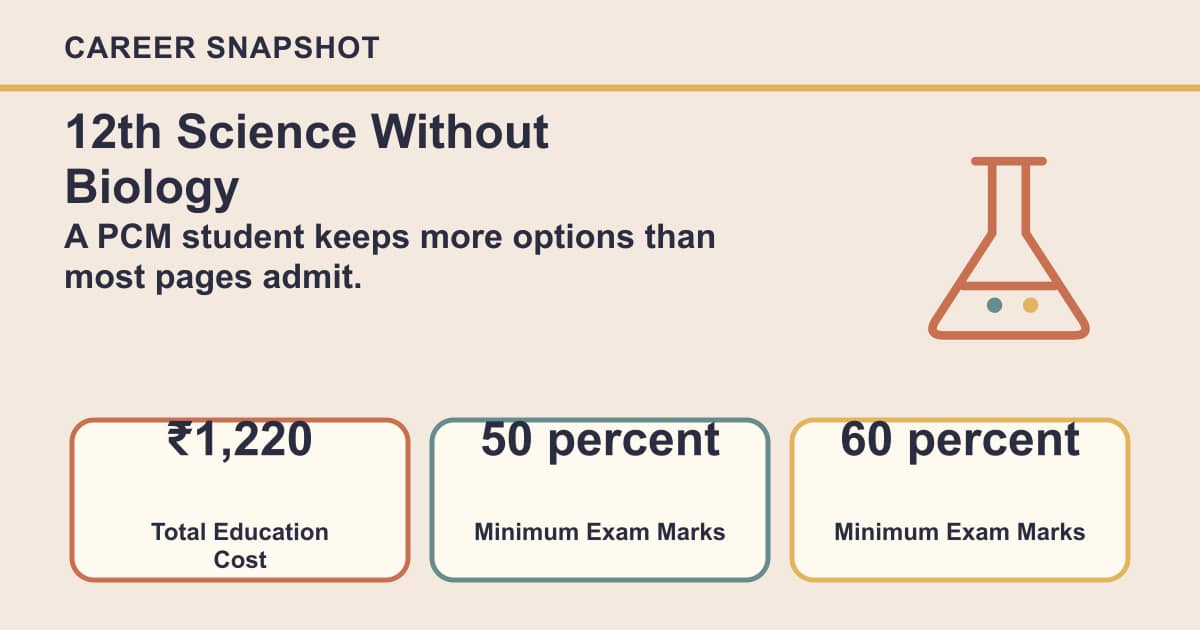 CAREER SNAPSHOT
12th Science Without
Biology
A PCM student keeps more options than
most pages admit.
₹1,220
Total Education
Cost
50 percent
Minimum Exam Marks
60 percent
Minimum Exam Marks